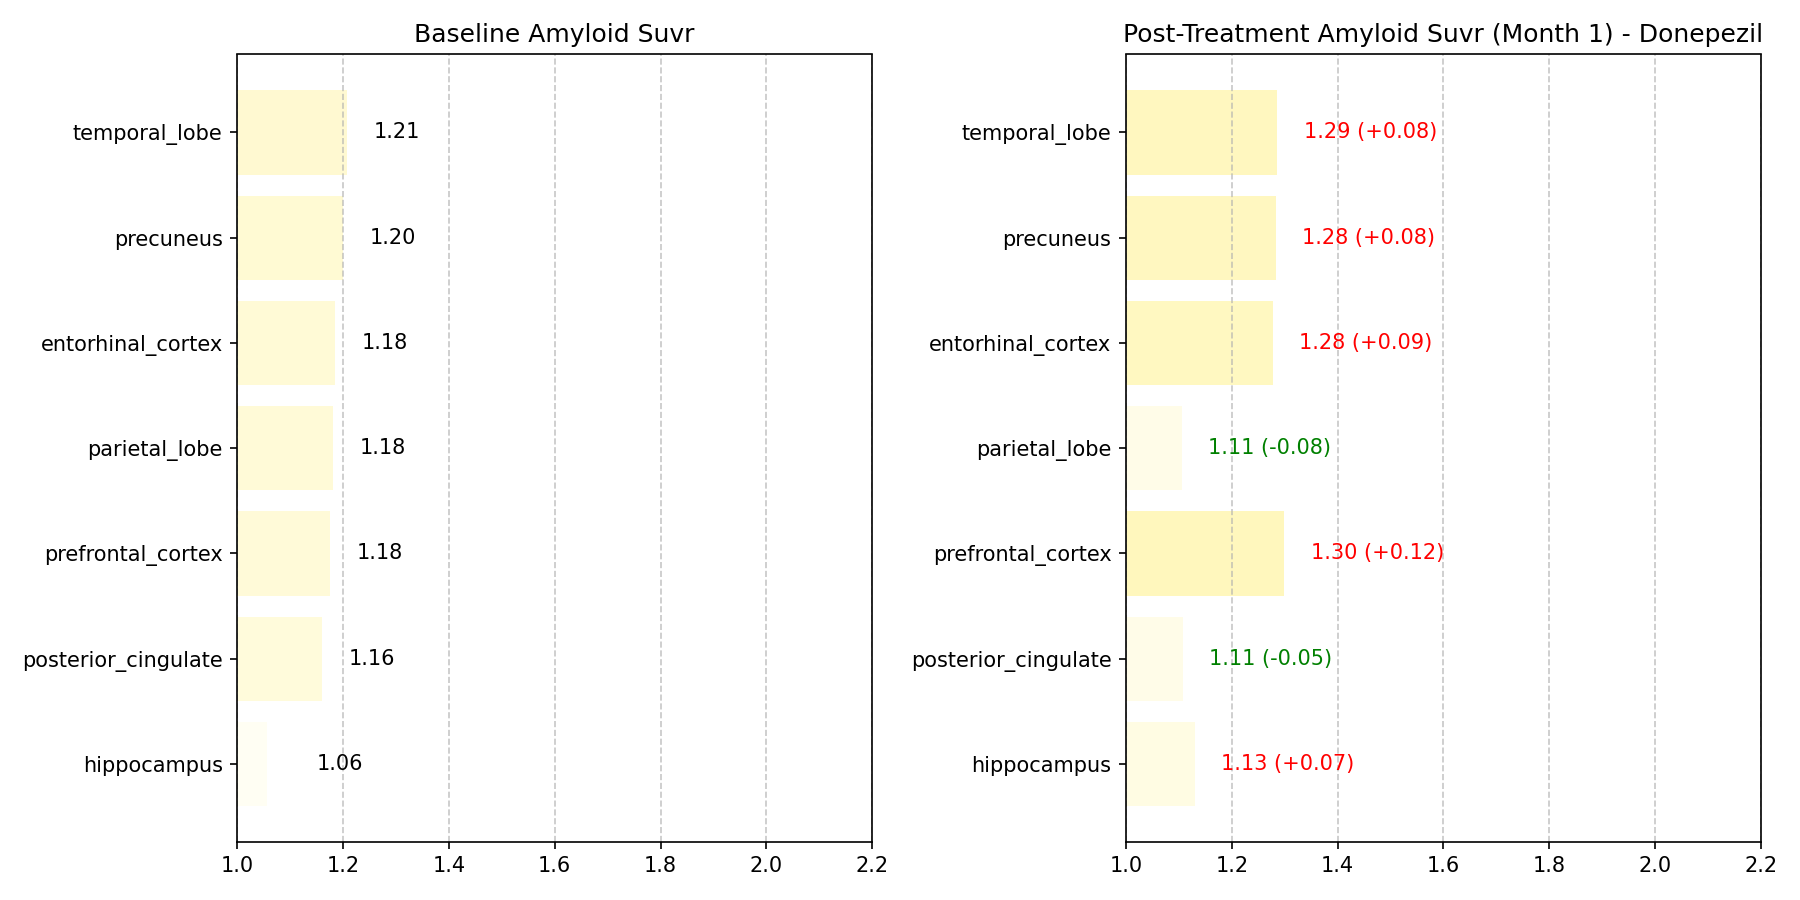 Baseline Amyloid Suvr
temporal_lobe
1.21
precuneus
1.20
entorhinal_cortex
1.18
parietal_lobe
1.18
prefrontal_cortex
1.18
posterior_cingulate
1.16
hippocampus
1.06
1.0 1.2 1.4 1.6 1.8 2.0 2.2
Post-Treatment Amyloid Suvr (Month 1) - Donepezil
temporal_lobe
1.29 (+0.08)
precuneus
1.28 (+0.08)
entorhinal_cortex
1.28 (+0.09)
parietal_lobe
1.11 (-0.08)
prefrontal_cortex
1.30 (+0.12)
posterior_cingulate
1.11 (-0.05)
hippocampus
1.13 (+0.07)
1.0 1.2 1.4 1.6 1.8 2.0 2.2